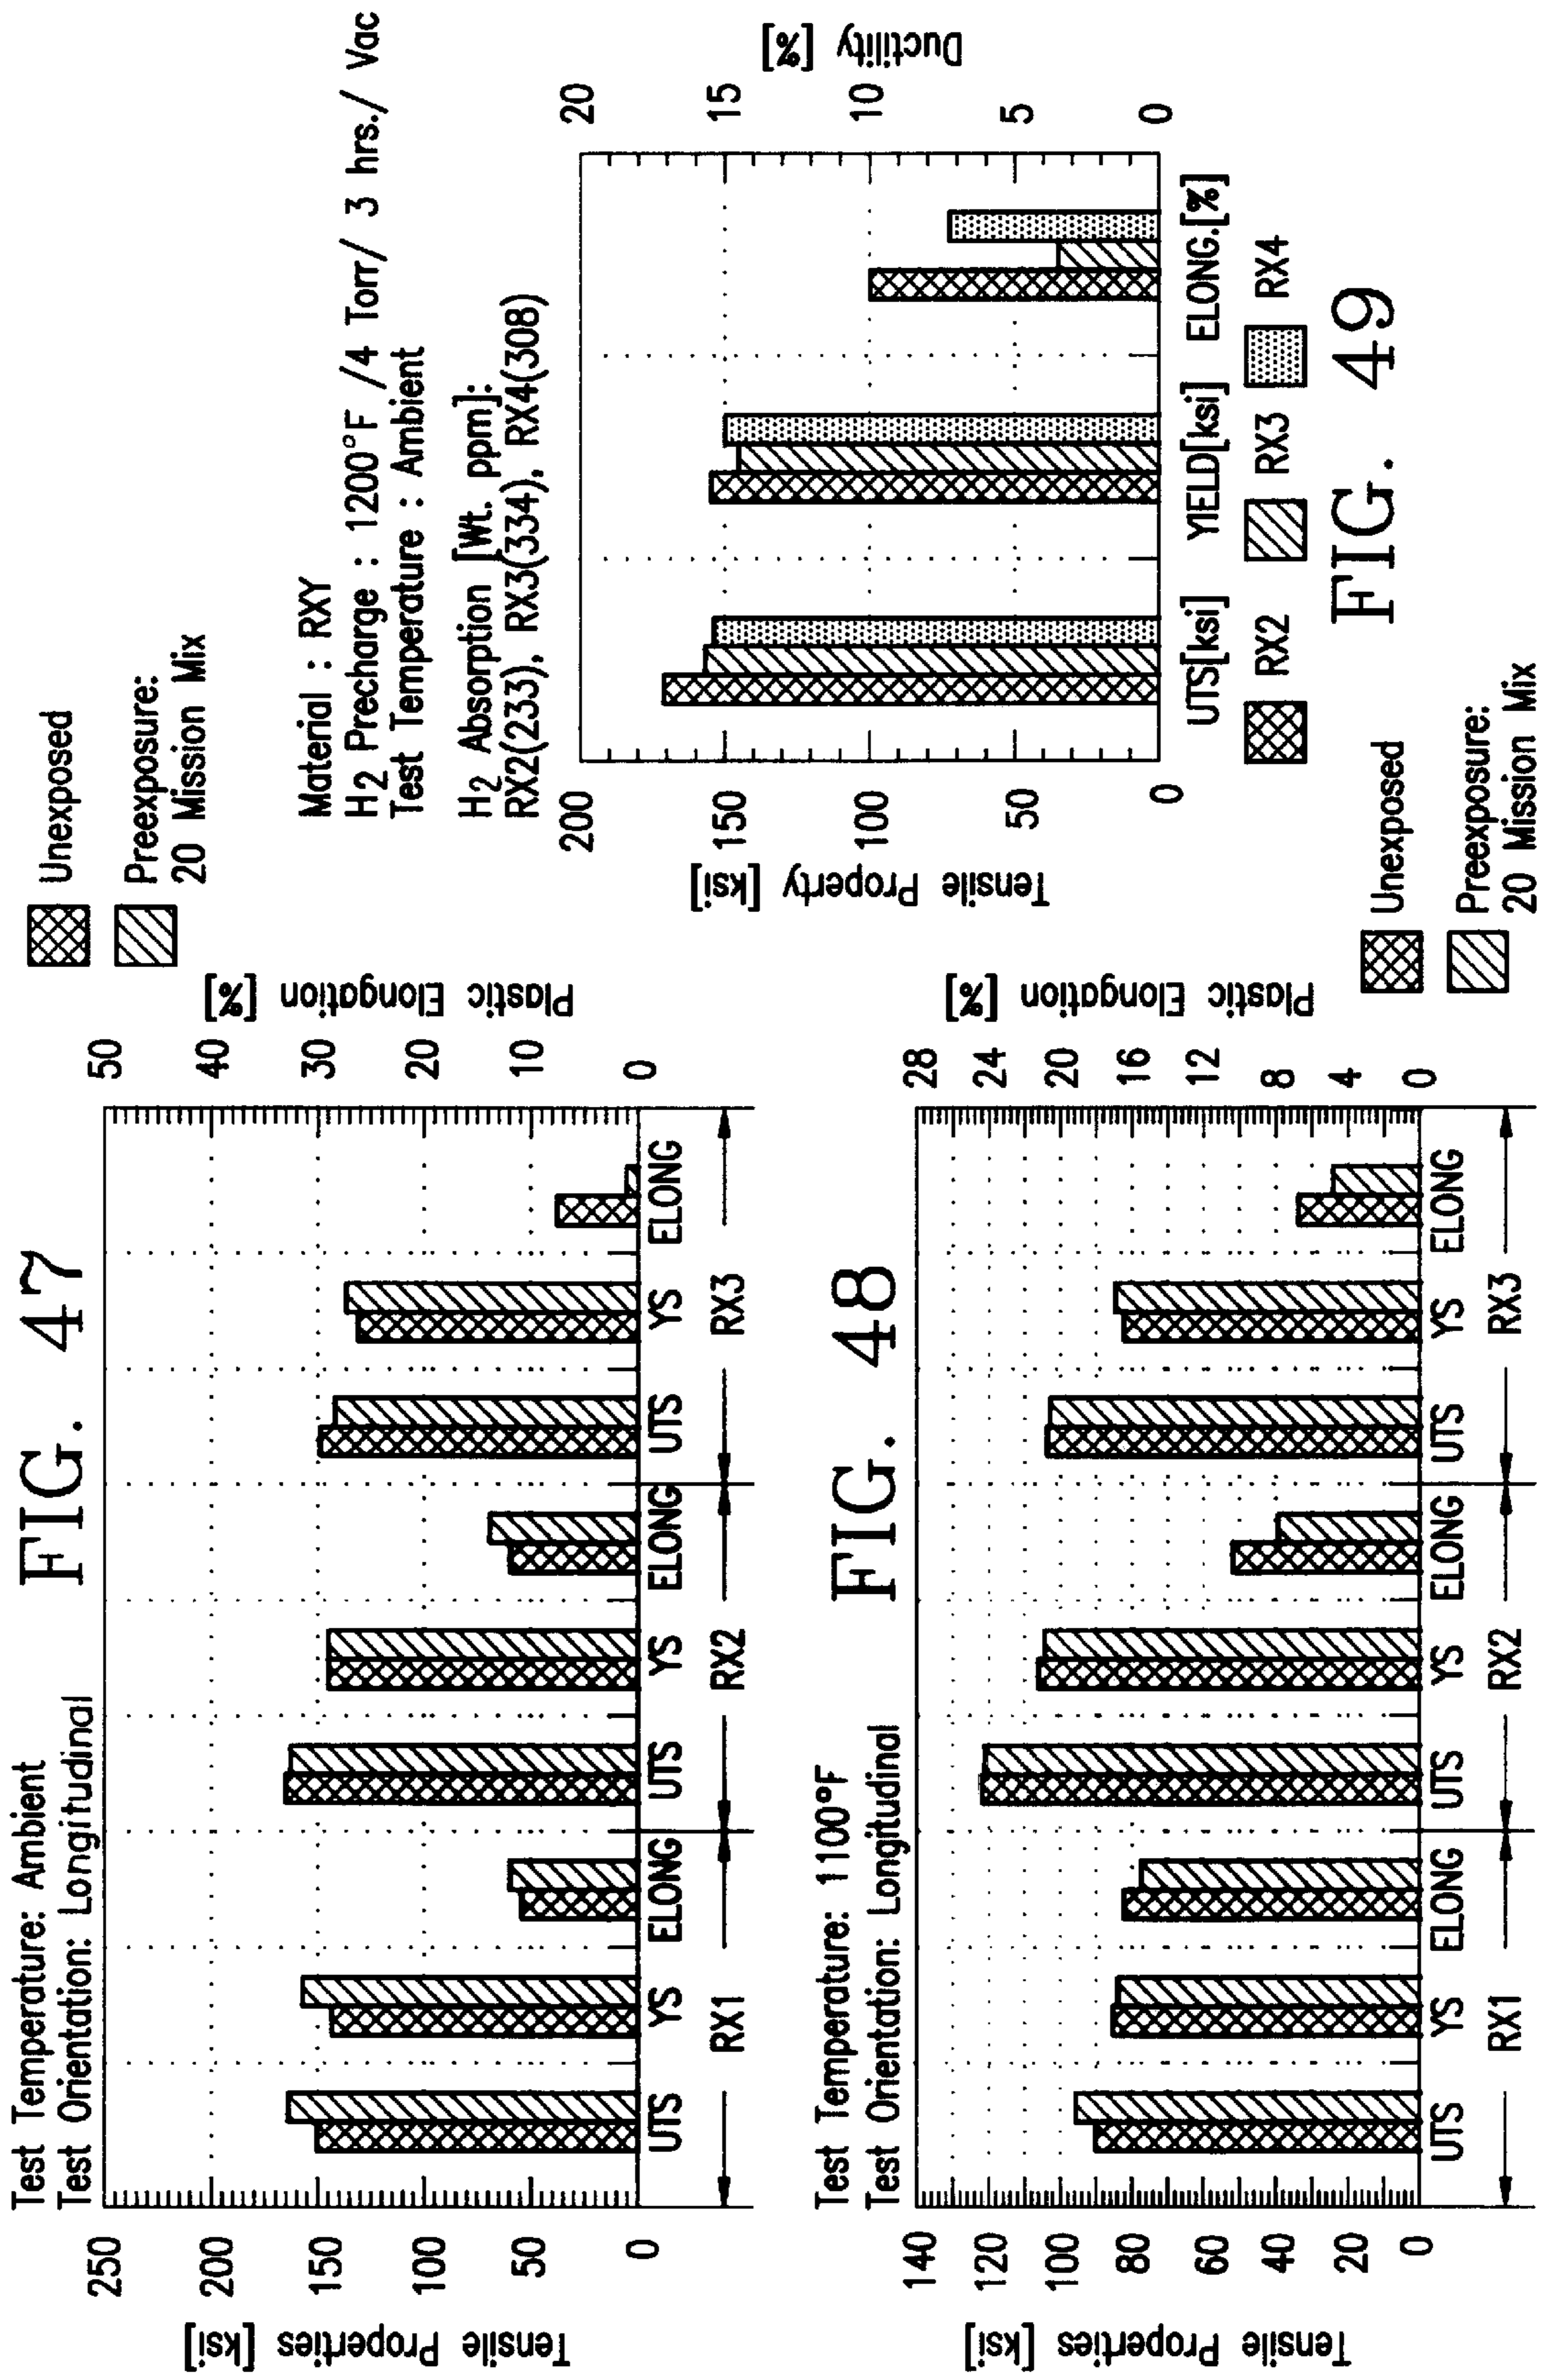 FIG. 47
Test Temperature: Ambient
Test Orientation: Longitudinal
Unexposed
Preexposure:
20 Mission Mix
Tensile Properties
[ksi]
250
200
150
100
50
0
Plastic Elongation
[%]
50
40
30
20
10
0
UTS YS ELONG UTS YS ELONG UTS YS ELONG
RX1 RX2 RX3
FIG. 48
Test Temperature: 1100°F
Test Orientation: Longitudinal
Tensile Properties
[ksi]
140
120
100
80
60
40
20
0
Plastic Elongation
[%]
28
24
20
16
12
8
4
0
UTS YS ELONG UTS YS ELONG UTS YS ELONG
RX1 RX2 RX3
Unexposed
Preexposure:
20 Mission Mix
Material : RXY
H2 Precharge : 1200°F /4 Torr/ 3 hrs./ Vac
Test Temperature : Ambient
H2 Absorption [Wt. ppm]:
RX2(233), RX3(334), RX4(308)
Tensile Property
[ksi]
200
150
100
50
0
Ductility
[%]
20
15
10
5
0
UTS[ksi] YIELD[ksi] ELONG.[%]
RX2 RX3 RX4
FIG. 49